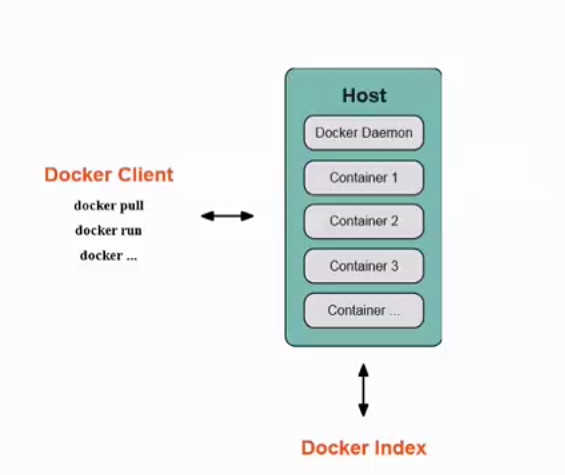 Host
Docker Daemon
Container 1
Container 2
Container 3
Container ...
Docker Client
docker pull
docker run
docker ...
Docker Index